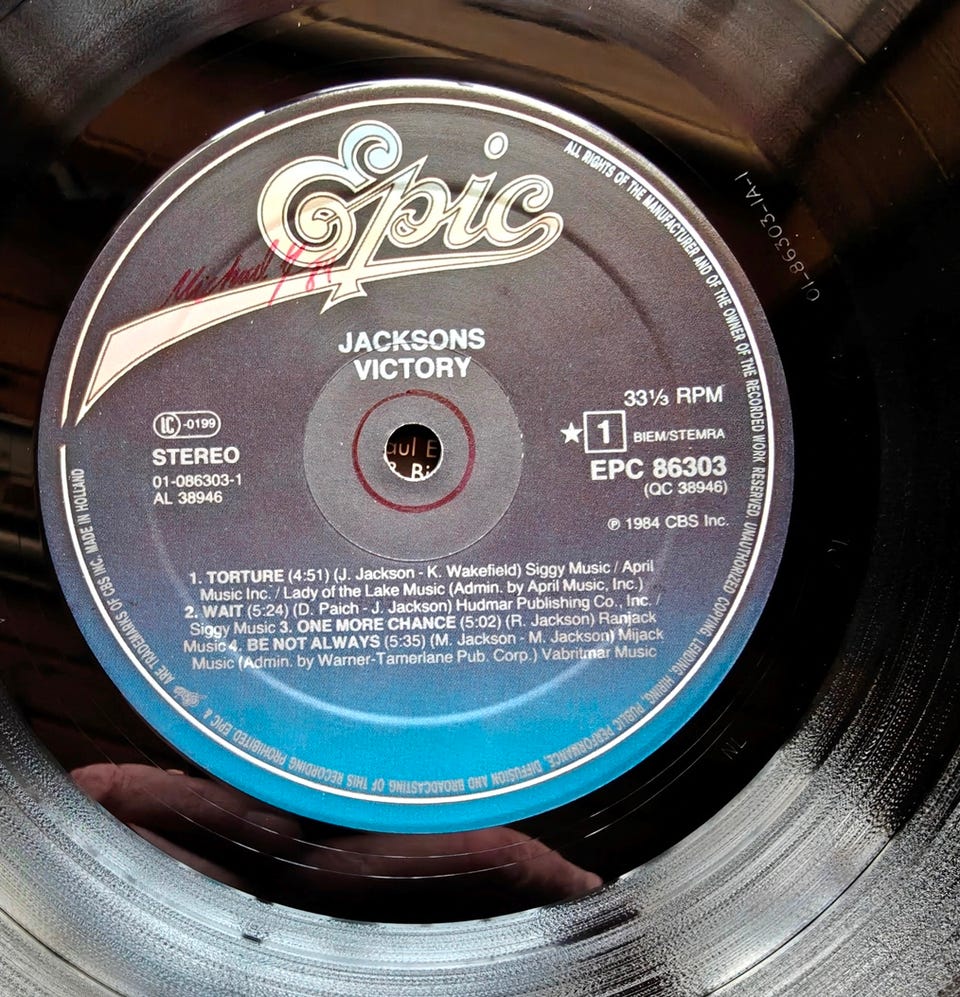 Epic
Michael 9 84
JACKSONS
VICTORY
33⅓ RPM
LC -0199
★ 1 BIEM/STEMRA
STEREO
EPC 86303
01-086303-1
(QC 38946)
AL 38946
℗ 1984 CBS Inc.
aul E
& Bi
1. TORTURE (4:51) (J. Jackson - K. Wakefield) Siggy Music / April
Music Inc. / Lady of the Lake Music (Admin. by April Music, Inc.)
2. WAIT (5:24) (D. Paich - J. Jackson) Hudmar Publishing Co., Inc. /
Siggy Music 3. ONE MORE CHANCE (5:02) (R. Jackson) Ranjack
Music 4. BE NOT ALWAYS (5:35) (M. Jackson - M. Jackson) Mijack
Music (Admin. by Warner-Tamerlane Pub. Corp.) Vabritmar Music
ALL RIGHTS OF THE MANUFACTURER AND OF THE OWNER OF THE RECORDED WORK RESERVED. UNAUTHORIZED COPYING, LENDING, HIRING, PUBLIC PERFORMANCE, DIFFUSION AND BROADCASTING OF THIS RECORDING PROHIBITED. EPIC & Epic ARE TRADEMARKS OF CBS INC. MADE IN HOLLAND
01-86303-1A-1